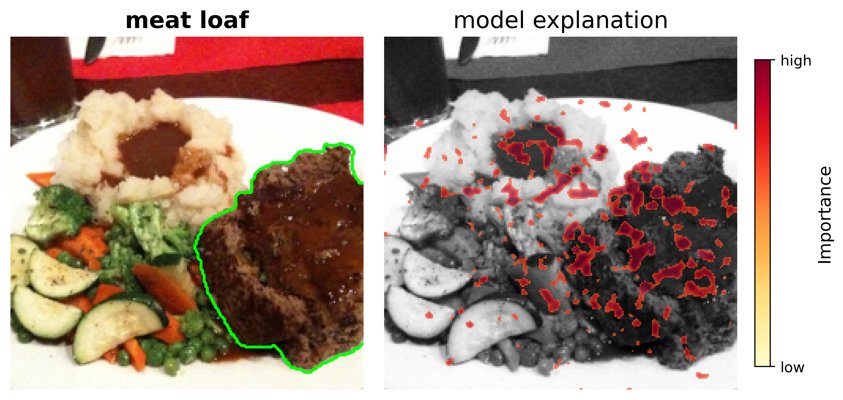 meat loaf
model explanation
high
Importance
low